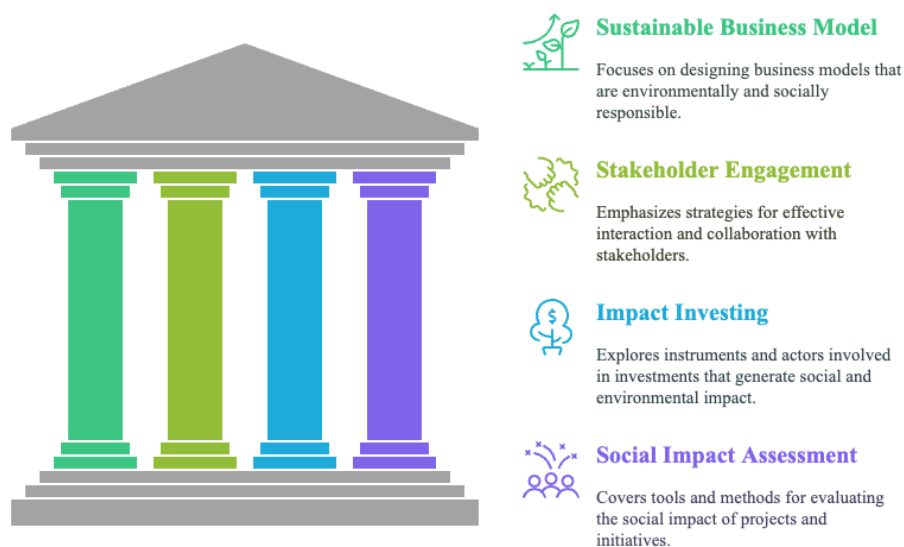 Sustainable Business Model
Focuses on designing business models that
are environmentally and socially
responsible.
Stakeholder Engagement
Emphasizes strategies for effective
interaction and collaboration with
stakeholders.
$
Impact Investing
Explores instruments and actors involved
in investments that generate social and
environmental impact.
Social Impact Assessment
Covers tools and methods for evaluating
the social impact of projects and
initiatives.